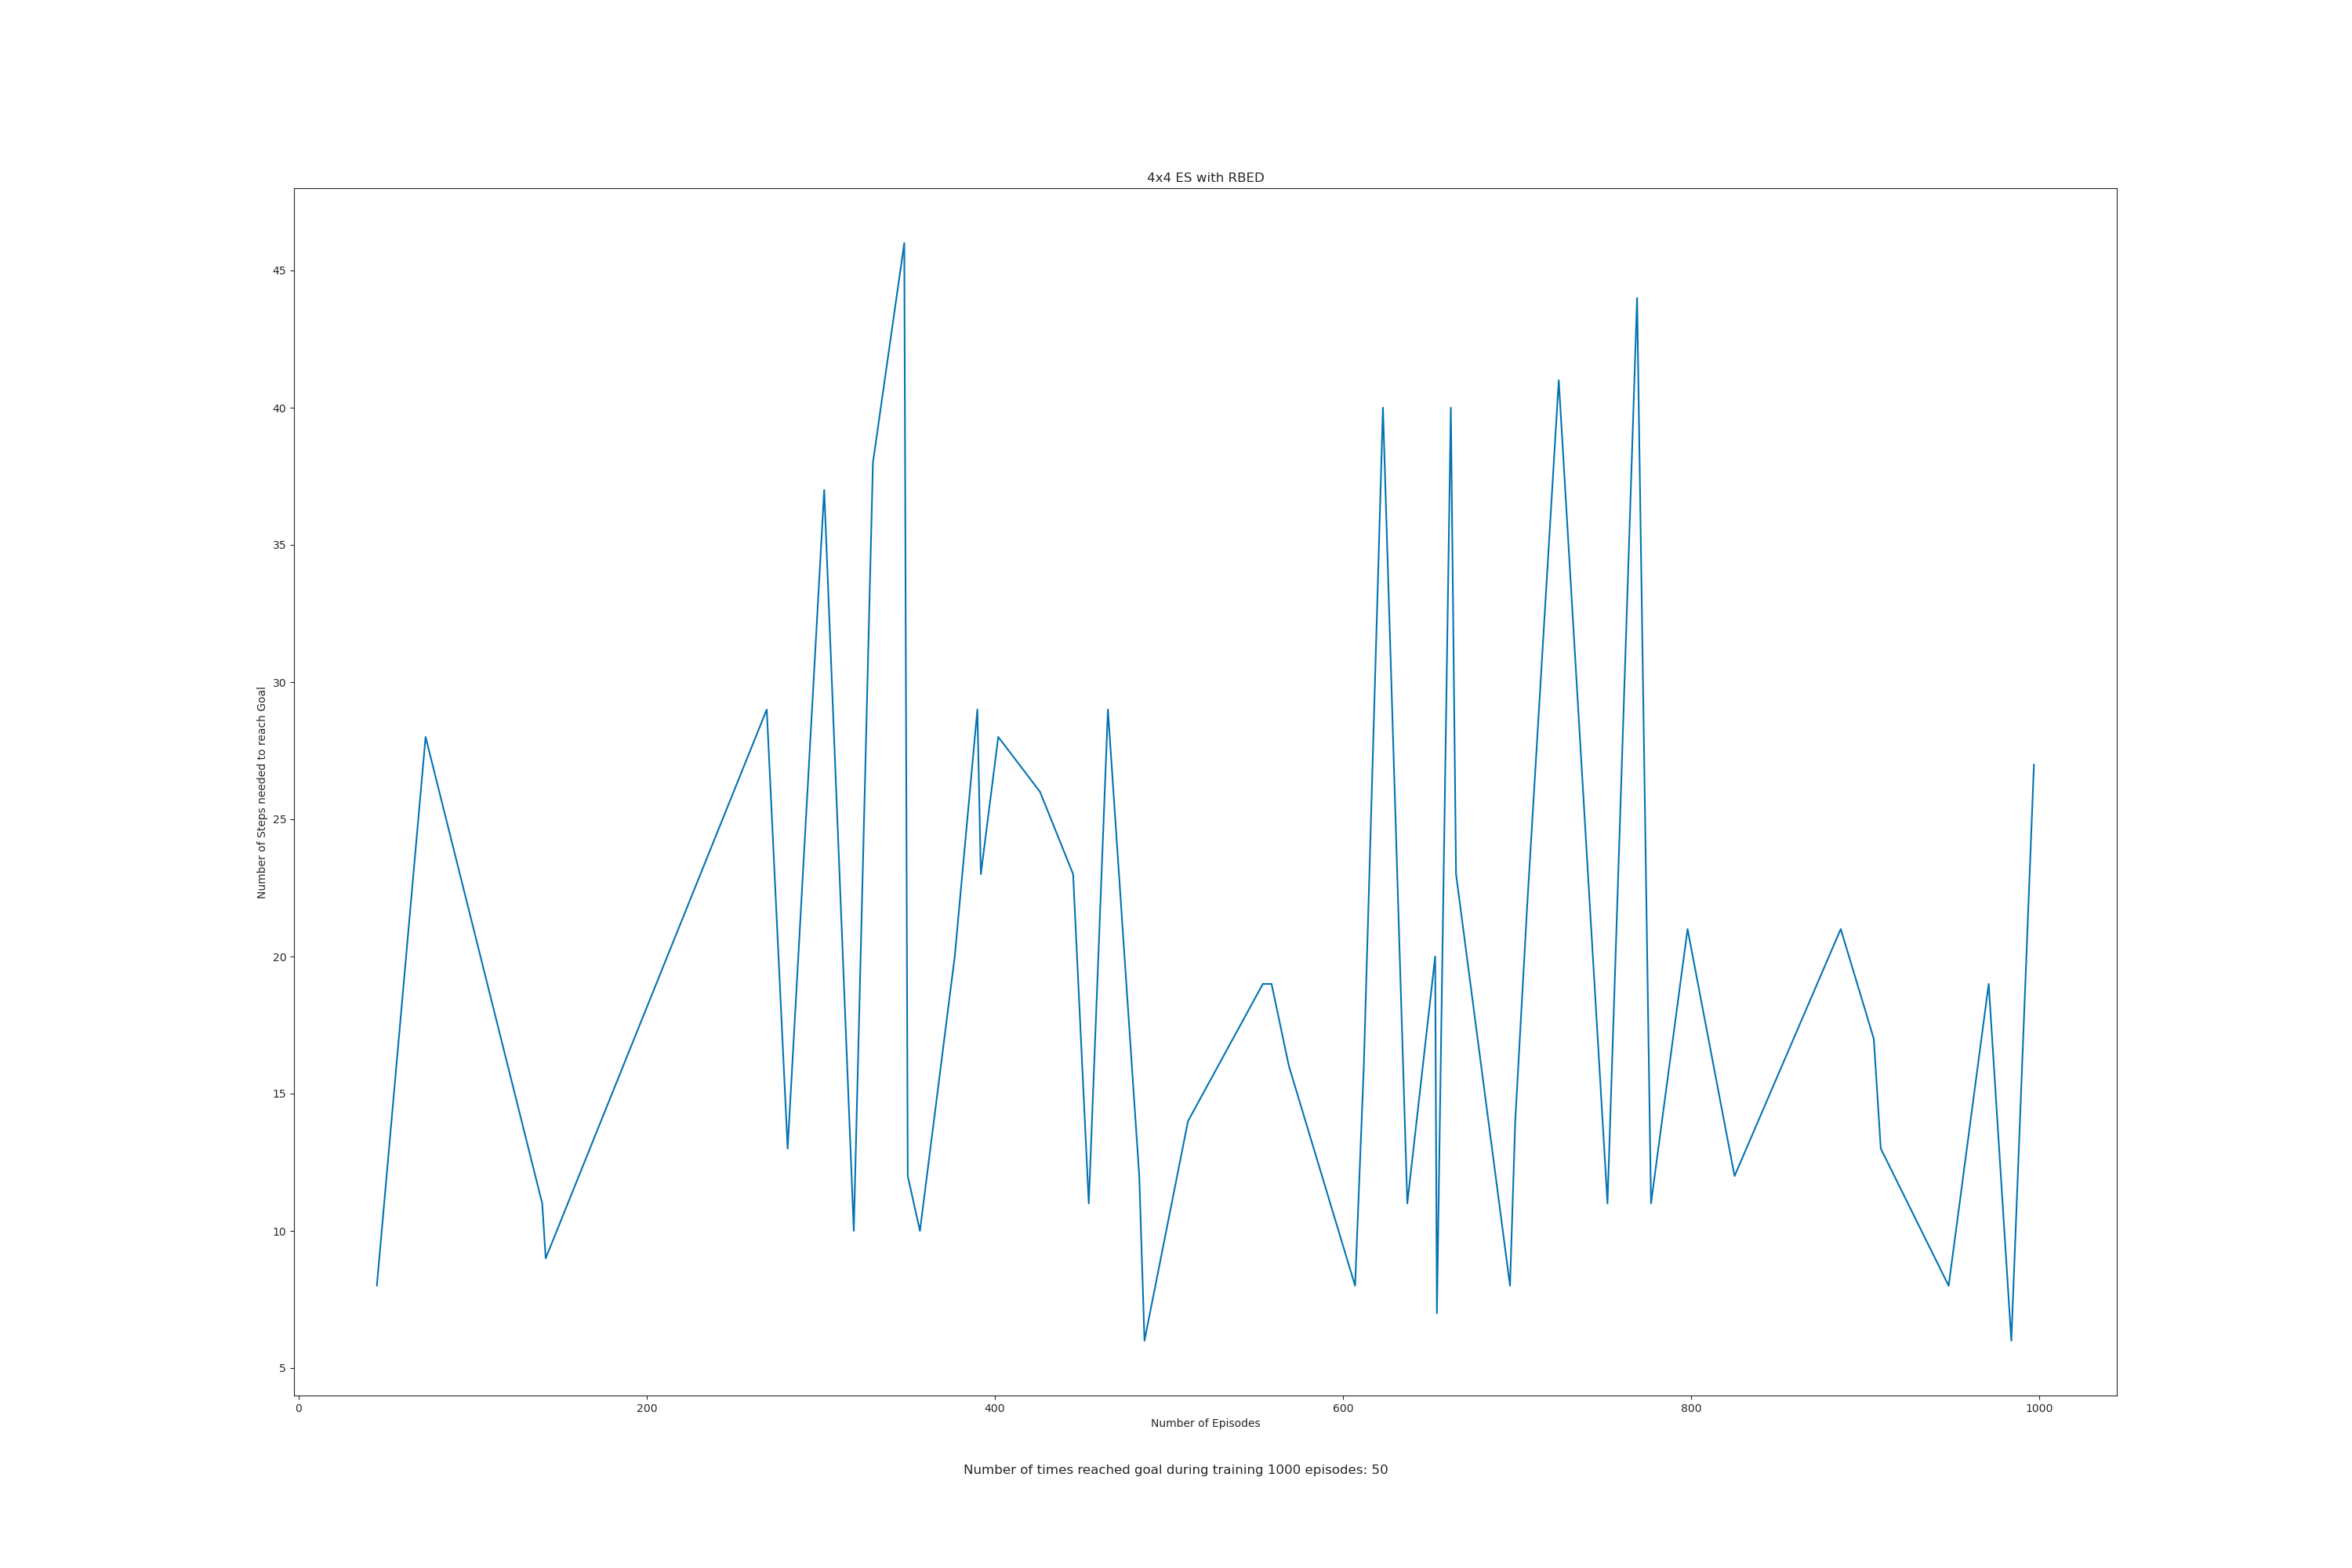 4x4 ES with RBED
45
40
35
30
25
20
15
10
5
Number of Steps needed to reach Goal
0 200 400 600 800 1000
Number of Episodes
Number of times reached goal during training 1000 episodes: 50